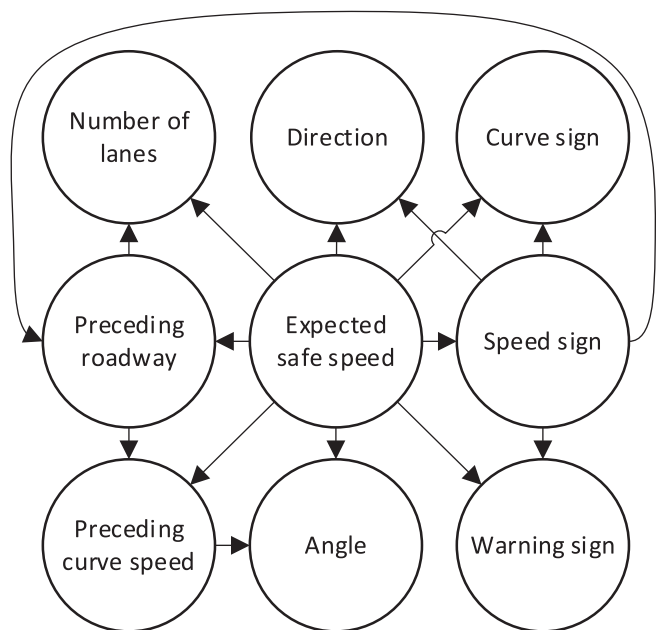 Number of
lanes
Direction
Curve sign
Preceding
roadway
Expected
safe speed
Speed sign
Preceding
curve speed
Angle
Warning sign